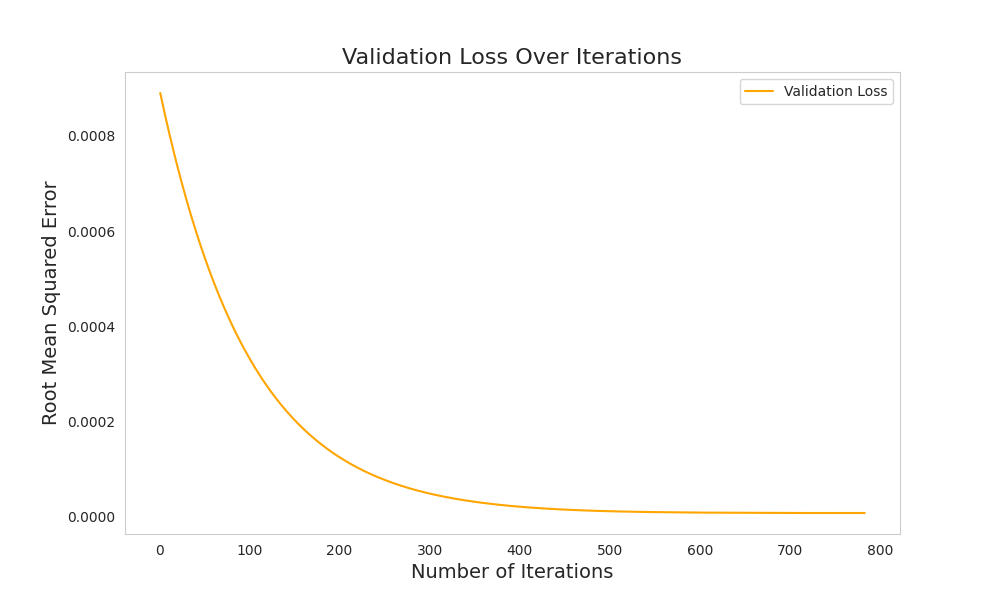 Validation Loss Over Iterations
Validation Loss
Root Mean Squared Error
0.0008
0.0006
0.0004
0.0002
0.0000
0 100 200 300 400 500 600 700 800
Number of Iterations